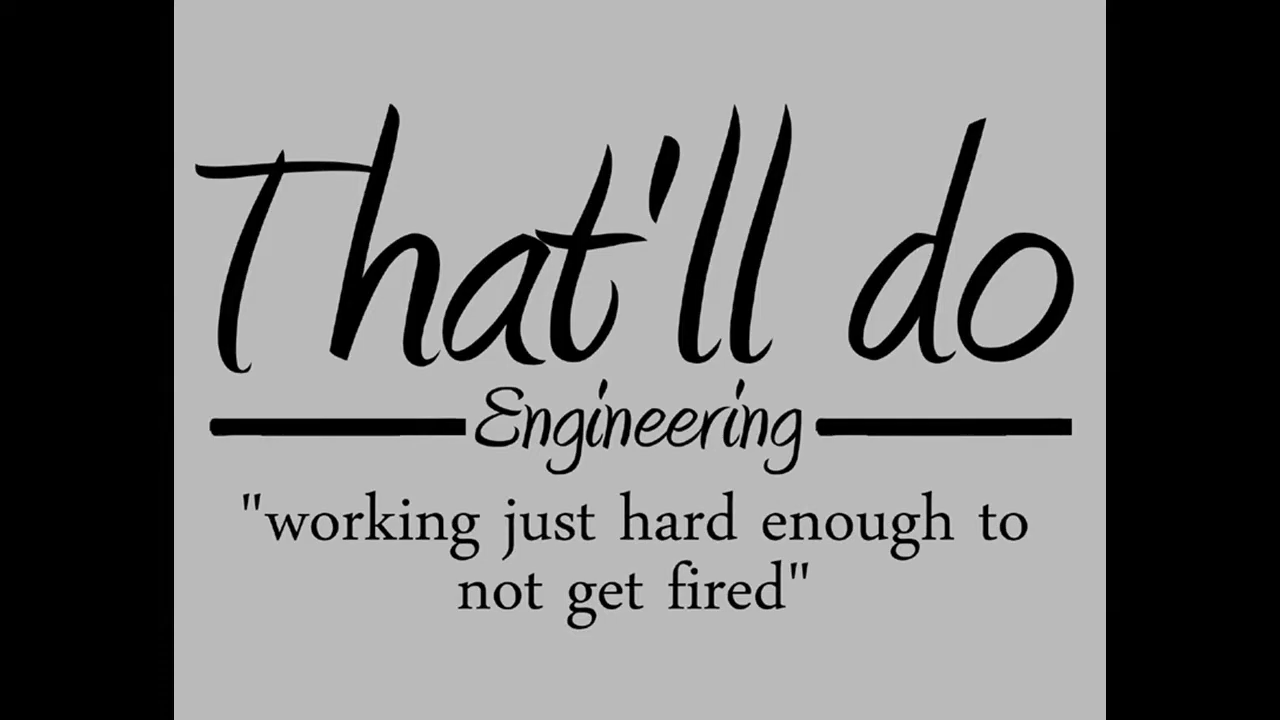 That'll do
Engineering
"working just hard enough to
not get fired"